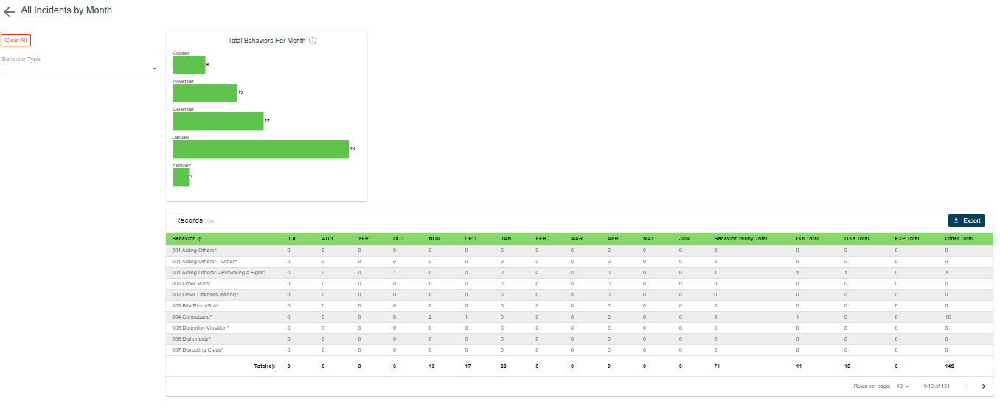 All Incidents by Month
Clear All
Behavior Type
Total Behaviors Per Month
October
6
November
12
December
17
January
33
February
3
Records 131
Export
Behavior JUL AUG SEP OCT NOV DEC JAN FEB MAR APR MAY JUN Behavior Yearly Total ISS Total OSS Total EXP Total Other Total
001 Aiding Others^ 0 0 0 0 0 0 0 0 0 0 0 0 0 0 0 0 0
001 Aiding Others^ - Other^ 0 0 0 0 0 0 0 0 0 0 0 0 0 0 0 0 0
001 Aiding Others^ - Provoking a Fight^ 0 0 0 1 0 0 0 0 0 0 0 0 1 1 1 0 3
002 Other Minor 0 0 0 0 0 0 0 0 0 0 0 0 0 0 0 0 0
002 Other Offenses (Minor)^ 0 0 0 0 0 0 0 0 0 0 0 0 0 0 0 0 0
003 Bite/Pinch/Spit^ 0 0 0 0 0 0 0 0 0 0 0 0 0 0 0 0 0
004 Contraband^ 0 0 0 0 2 1 0 0 0 0 0 0 3 1 0 0 10
005 Detention Violation^ 0 0 0 0 0 0 0 0 0 0 0 0 0 0 0 0 0
006 Dishonesty^ 0 0 0 0 0 0 0 0 0 0 0 0 0 0 0 0 0
007 Disrupting Class^ 0 0 0 0 0 0 0 0 0 0 0 0 0 0 0 0 0
Total(s): 0 0 0 6 12 17 33 3 0 0 0 0 71 11 15 0 142
Rows per page: 10 1-10 of 131